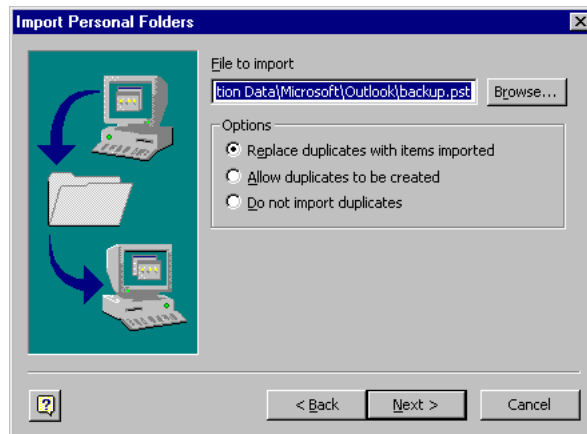 Import Personal Folders
File to import
tion Data\Microsoft\Outlook\backup.pst
Browse...
Options
Replace duplicates with items imported
Allow duplicates to be created
Do not import duplicates
< Back
Next >
Cancel